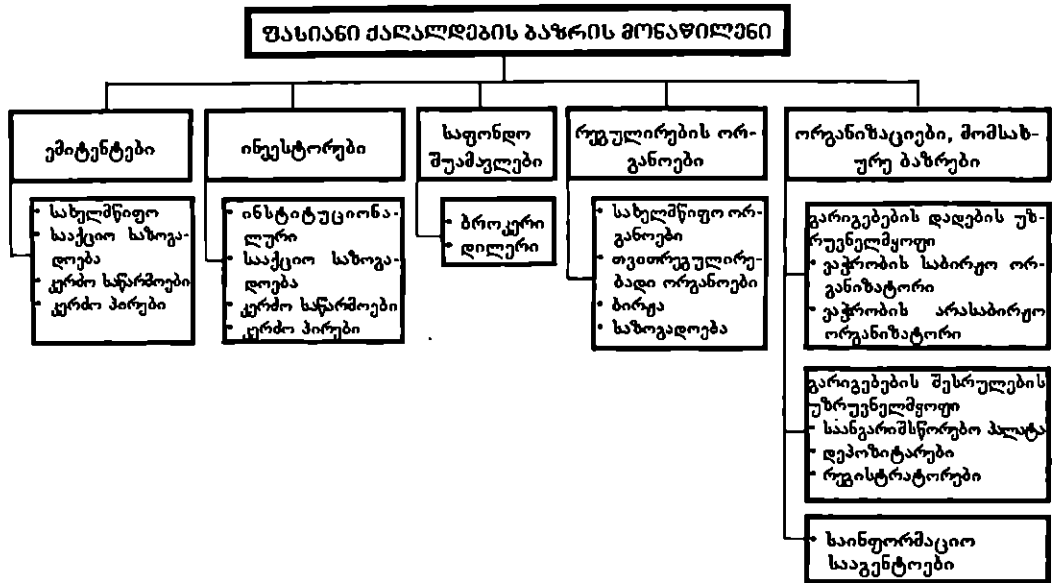 ფასიანი ქაღალდების ბაზრის მონაწილენი
ემიტენტები
ინვესტორები
საფონდო
შუამავლები
რეგულირების ორ-
განოები
ორგანიზაციები, მომსახ-
ურე ბაზრები
• სახელმწიფო
• სააქციო საზოგა-
დოება
• კერძო საწარმოები
• კერძო პირები
• ინსტიტუციონა-
ლური
• სააქციო საზოგა-
დოება
• კერძო საწარმოები
• კერძო პირები
• ბროკერი
• დილერი
• სახელმწიფო ორ-
განოები
• თვითრეგულირე-
ბადი ორგანოები
• ბირჟა
• საზოგადოება
გარიგებების დადების უზ-
რუვნელმყოფი
• ვაჭრობის საბირჟო ორ-
განიზატორი
• ვაჭრობის არასაბირჟო
ორგანიზატორი
გარიგებების შესრულების
უზრუვნელმყოფი
• საანგარიშსწორებო პალატა
• დეპოზიტარები
• რეგისტრატორები
• საინფორმაციო
სააგენტოები